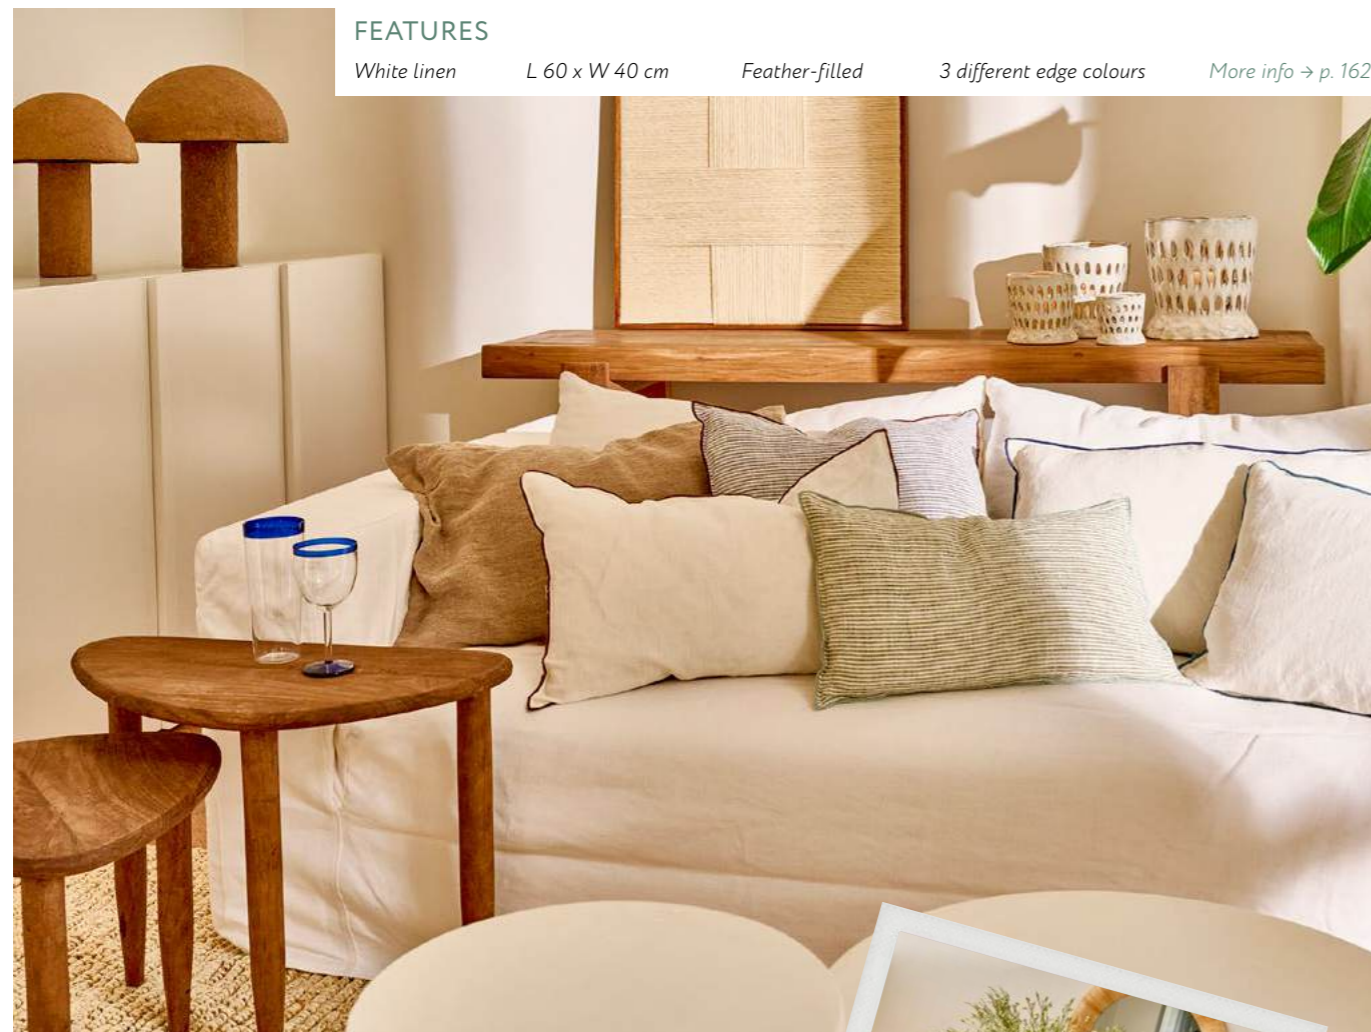 FEATURES
White linen L 60 x W 40 cm Feather-filled 3 different edge colours More info → p. 162